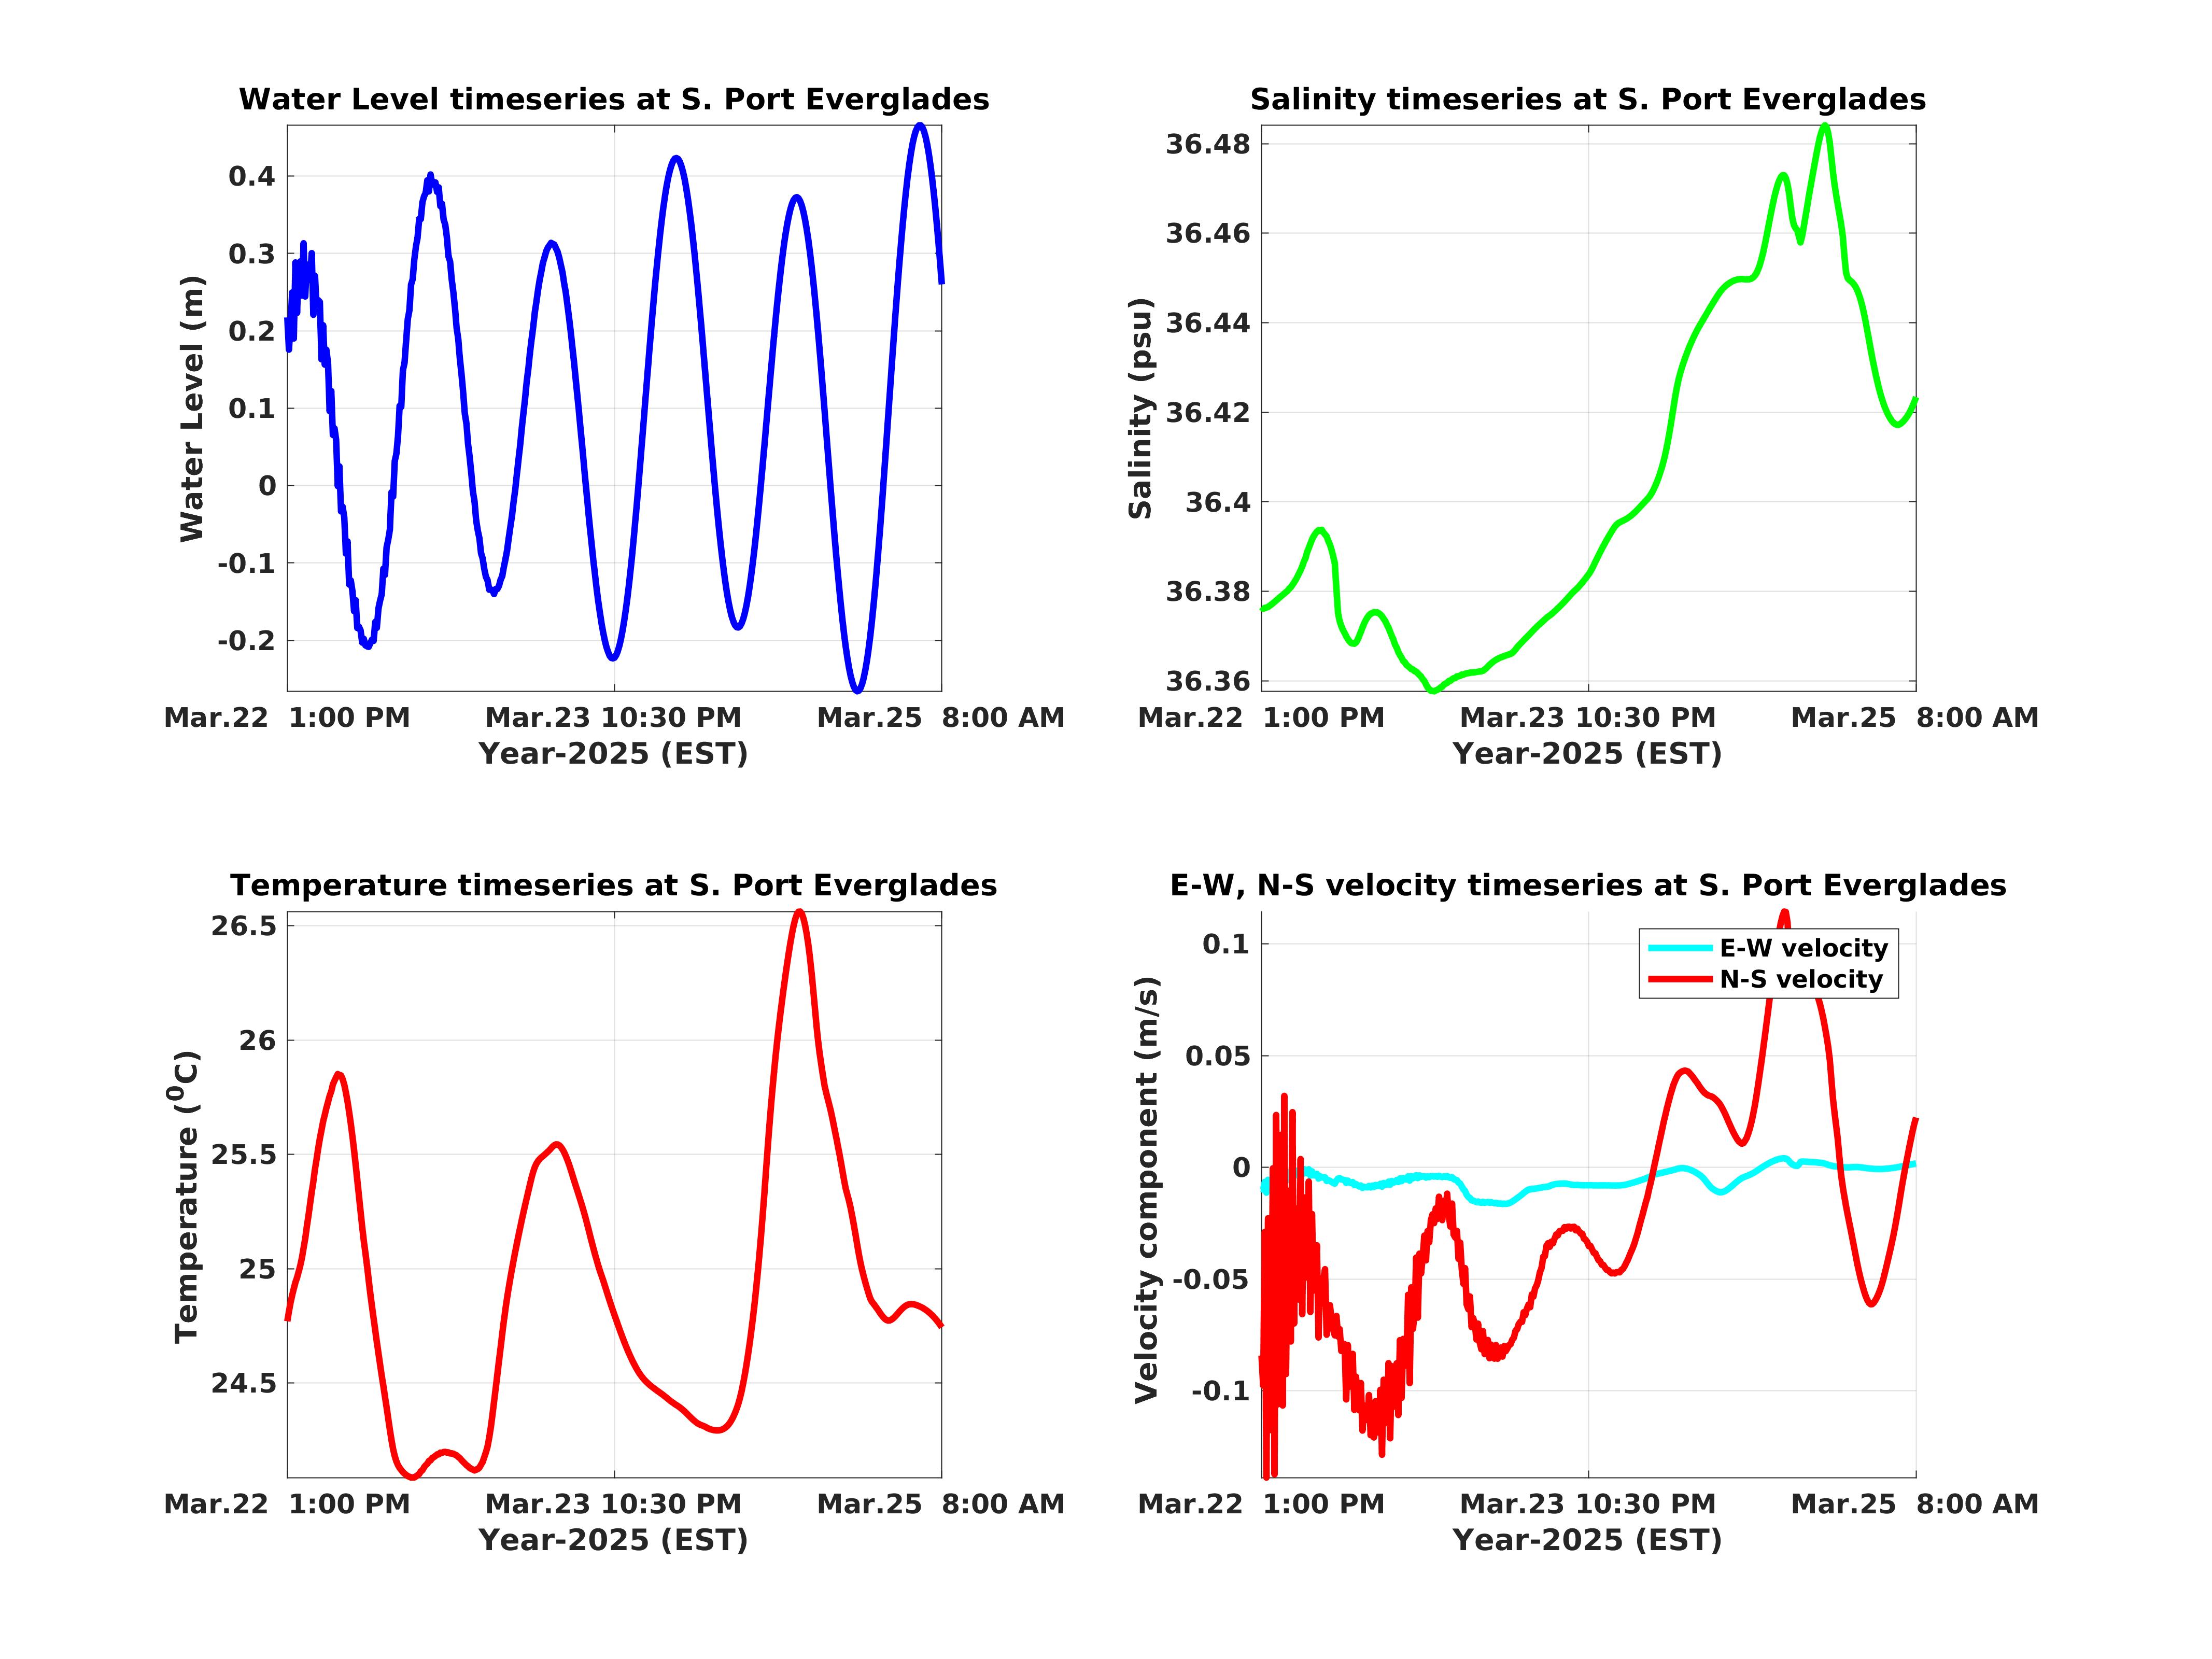 Water Level timeseries at S. Port Everglades
Water Level (m)
0.4
0.3
0.2
0.1
0
-0.1
-0.2
Mar.22 1:00 PM Mar.23 10:30 PM Mar.25 8:00 AM
Year-2025 (EST)
Salinity timeseries at S. Port Everglades
Salinity (psu)
36.48
36.46
36.44
36.42
36.4
36.38
36.36
Mar.22 1:00 PM Mar.23 10:30 PM Mar.25 8:00 AM
Year-2025 (EST)
Temperature timeseries at S. Port Everglades
Temperature (⁰C)
26.5
26
25.5
25
24.5
Mar.22 1:00 PM Mar.23 10:30 PM Mar.25 8:00 AM
Year-2025 (EST)
E-W, N-S velocity timeseries at S. Port Everglades
Velocity component (m/s)
0.1
0.05
0
-0.05
-0.1
E-W velocity
N-S velocity
Mar.22 1:00 PM Mar.23 10:30 PM Mar.25 8:00 AM
Year-2025 (EST)